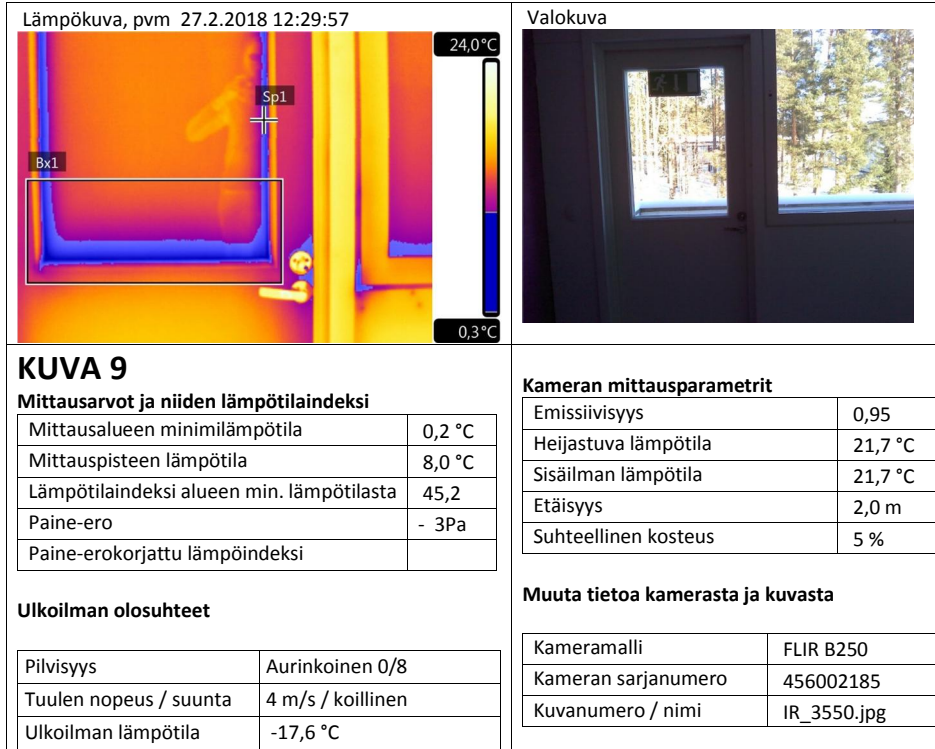 Lämpökuva, pvm 27.2.2018 12:29:57
24,0°C
Sp1
Bx1
0,3°C
Valokuva
KUVA 9
Mittausarvot ja niiden lämpötilaindeksi
Mittausalueen minimilämpötila 0,2 °C
Mittauspisteen lämpötila 8,0 °C
Lämpötilaindeksi alueen min. lämpötilasta 45,2
Paine-ero - 3Pa
Paine-erokorjattu lämpöindeksi
Ulkoilman olosuhteet
Pilvisyys Aurinkoinen 0/8
Tuulen nopeus / suunta 4 m/s / koillinen
Ulkoilman lämpötila -17,6 °C
Kameran mittausparametrit
Emissiivisyys 0,95
Heijastuva lämpötila 21,7 °C
Sisäilman lämpötila 21,7 °C
Etäisyys 2,0 m
Suhteellinen kosteus 5 %
Muuta tietoa kamerasta ja kuvasta
Kameramalli FLIR B250
Kameran sarjanumero 456002185
Kuvanumero / nimi IR_3550.jpg